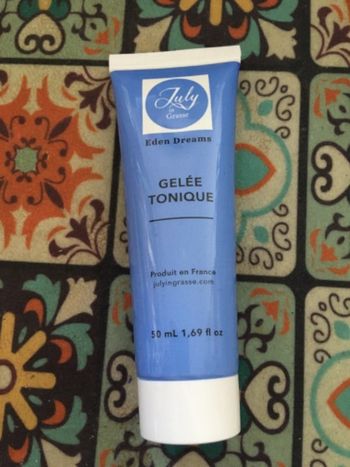 July
in
Grasse
Eden Dreams
GELÉE
TONIQUE
Produit en France
julyingrasse.com
50 mL 1,69 fl oz